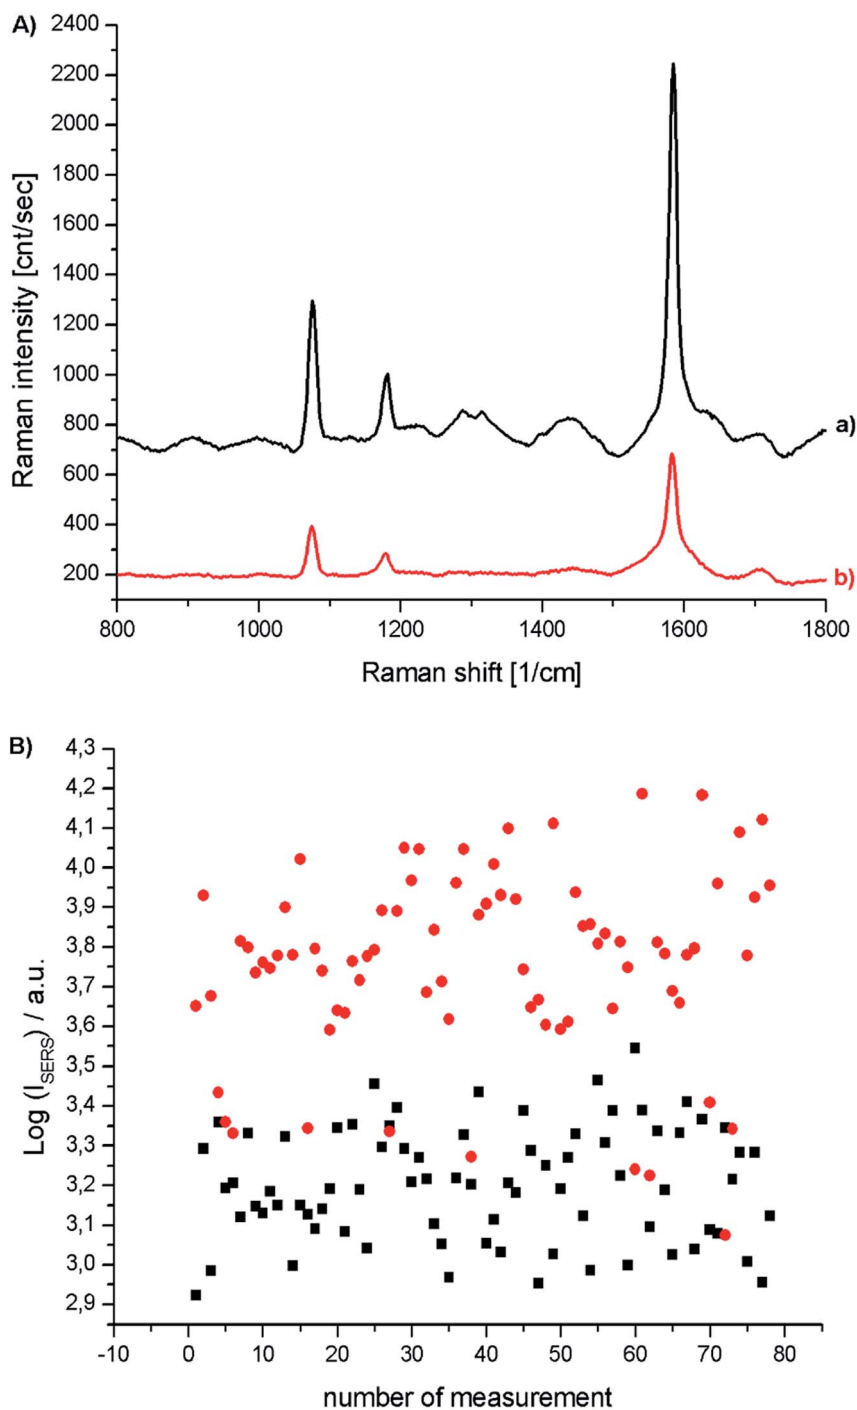 A)
2400
2200
2000
1800
1600
1400
1200
1000
800
600
400
200
Raman intensity [cnt/sec]
a)
b)
800 1000 1200 1400 1600 1800
Raman shift [1/cm]
B)
4,3
4,2
4,1
4,0
3,9
3,8
3,7
3,6
3,5
3,4
3,3
3,2
3,1
3,0
2,9
Log (I_SERS) / a.u.
-10 0 10 20 30 40 50 60 70 80
number of measurement